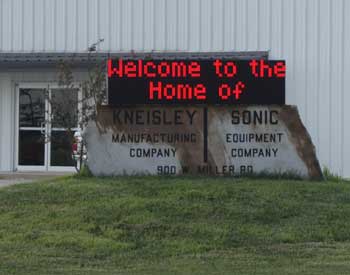 Welcome to the
Home of
KNEISLEY SONIC
MANUFACTURING EQUIPMENT
COMPANY COMPANY
900 W. MILLER RD